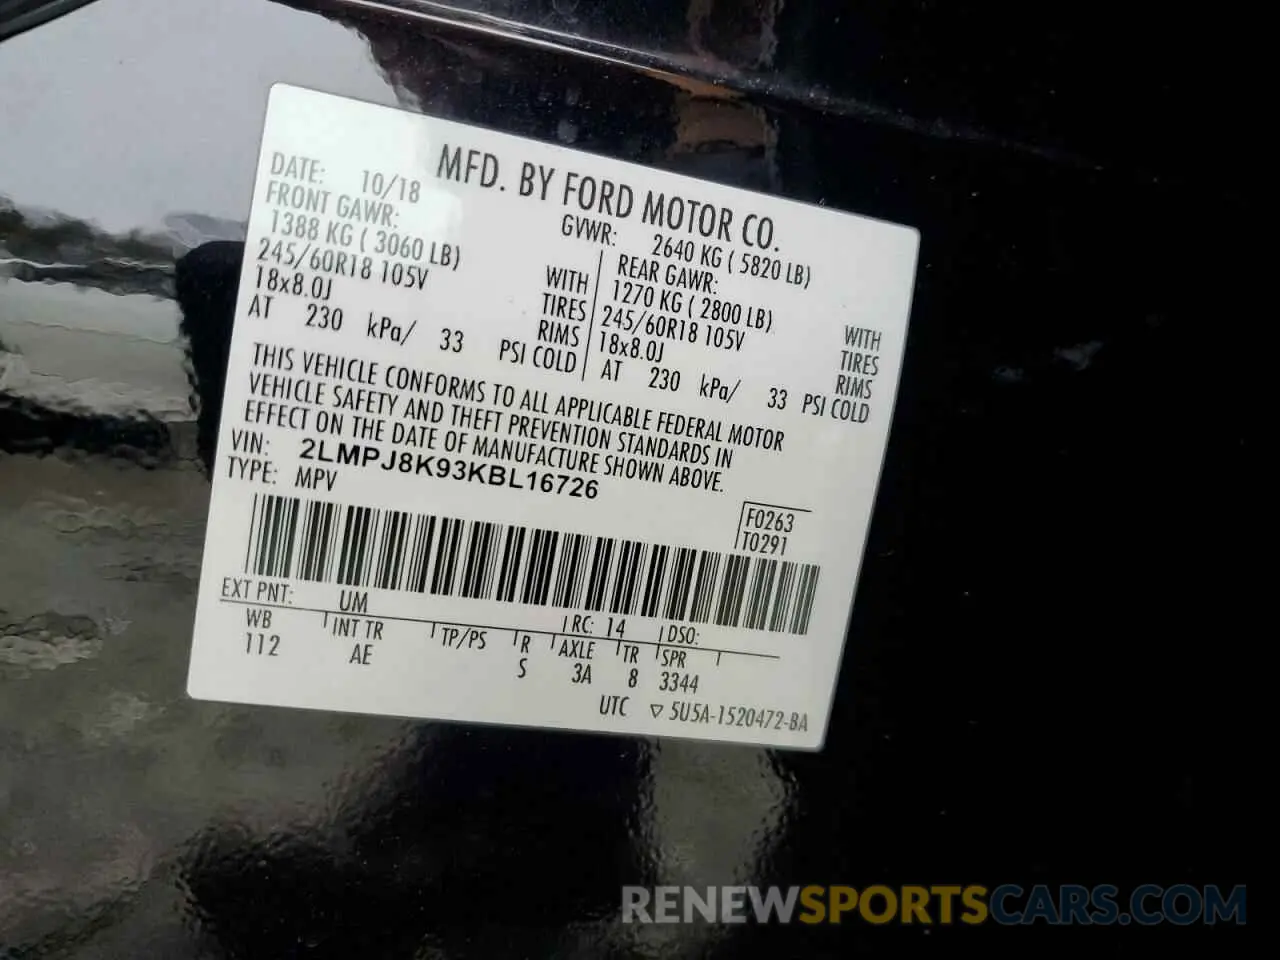 MFD. BY FORD MOTOR CO.
DATE: 10/18 GVWR: 2640 KG ( 5820 LB)
FRONT GAWR: REAR GAWR:
1388 KG ( 3060 LB) WITH 1270 KG ( 2800 LB) WITH
245/60R18 105V TIRES 245/60R18 105V TIRES
18x8.0J RIMS 18x8.0J RIMS
AT 230 kPa/ 33 PSI COLD AT 230 kPa/ 33 PSI COLD
THIS VEHICLE CONFORMS TO ALL APPLICABLE FEDERAL MOTOR
VEHICLE SAFETY AND THEFT PREVENTION STANDARDS IN
EFFECT ON THE DATE OF MANUFACTURE SHOWN ABOVE.
VIN: 2LMPJ8K93KBL16726
TYPE: MPV
F0263
T0291
EXT PNT: UM RC: 14 DSO:
WB INT TR TP/PS R AXLE TR SPR
112 AE S 3A 8 3344
UTC ▽ 5U5A-1520472-BA
RENEWSPORTSCARS.COM